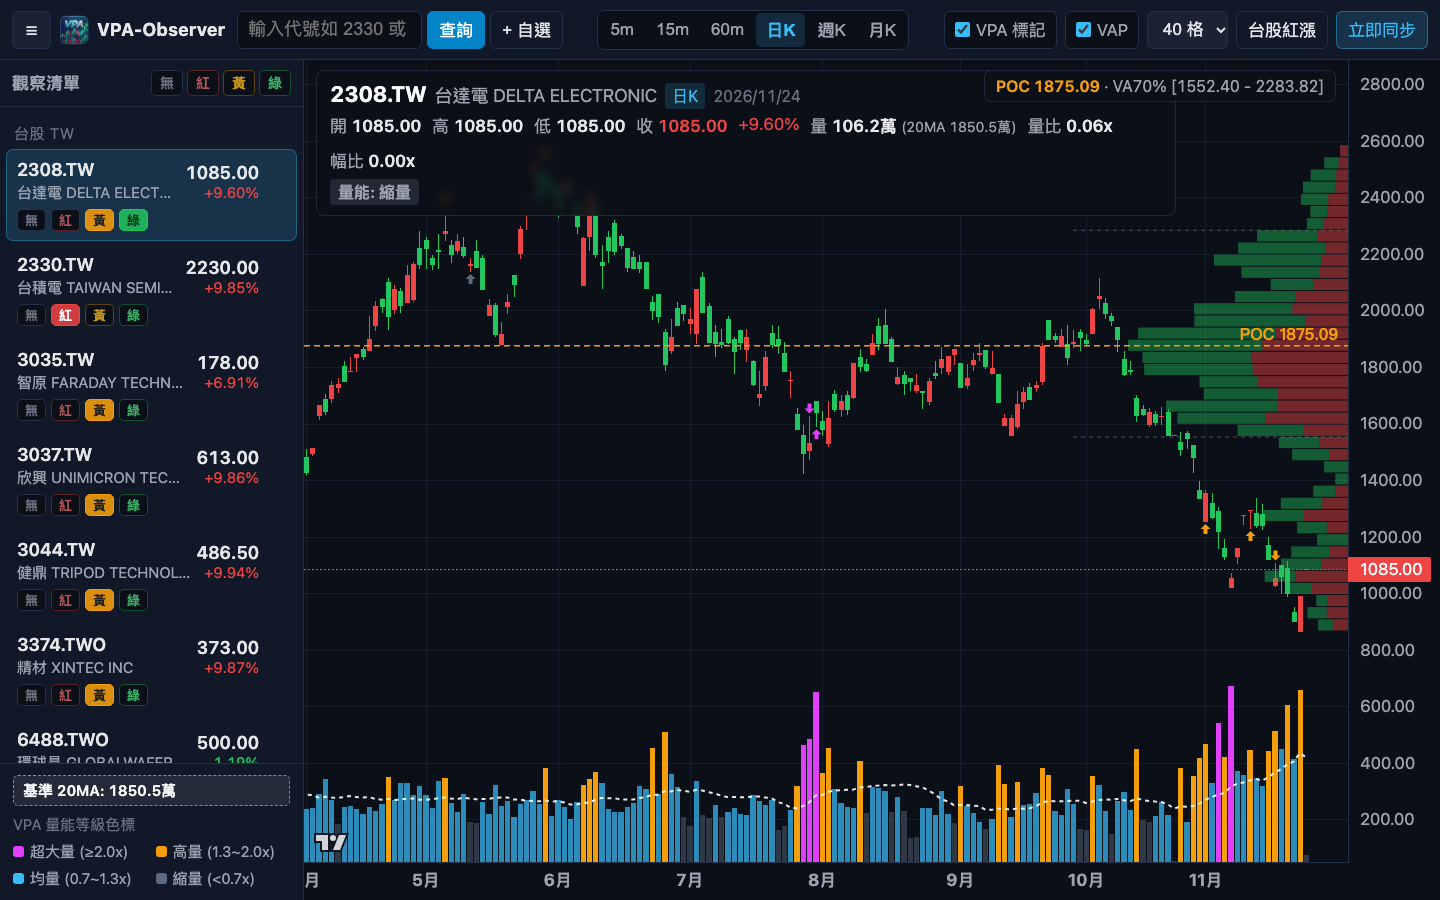 ≡ VPA VPA-Observer 輸入代號如 2330 或 查詢 + 自選 5m 15m 60m 日K 週K 月K VPA 標記 VAP 40 格 台股紅漲 立即同步
觀察清單 無 紅 黃 綠
台股 TW
2308.TW 1085.00
台達電 DELTA ELECT... +9.60%
無 紅 黃 綠
2330.TW 2230.00
台積電 TAIWAN SEMI... +9.85%
無 紅 黃 綠
3035.TW 178.00
智原 FARADAY TECHN... +6.91%
無 紅 黃 綠
3037.TW 613.00
欣興 UNIMICRON TEC... +9.86%
無 紅 黃 綠
3044.TW 486.50
健鼎 TRIPOD TECHNOL... +9.94%
無 紅 黃 綠
3374.TWO 373.00
精材 XINTEC INC +9.87%
無 紅 黃 綠
6488.TWO 500.00
環球晶 GLOBALWAFER -1.19%
基準 20MA: 1850.5萬
VPA 量能等級色標
超大量 (≥2.0x) 高量 (1.3~2.0x)
均量 (0.7~1.3x) 縮量 (<0.7x)
2308.TW 台達電 DELTA ELECTRONIC 日K 2026/11/24
開 1085.00 高 1085.00 低 1085.00 收 1085.00 +9.60% 量 106.2萬 (20MA 1850.5萬) 量比 0.06x
幅比 0.00x
量能: 縮量
POC 1875.09 · VA70% [1552.40 - 2283.82]
POC 1875.09
2800.00
2600.00
2400.00
2200.00
2000.00
1800.00
1600.00
1400.00
1200.00
1085.00
1000.00
800.00
600.00
400.00
200.00
月 5月 6月 7月 8月 9月 10月 11月